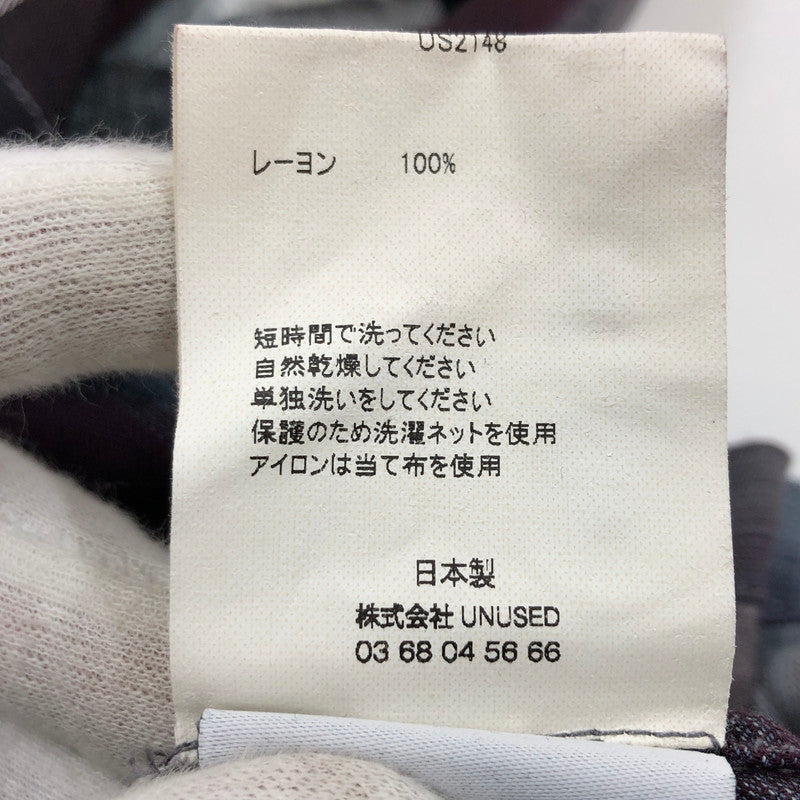 US2148
レーヨン 100%
短時間で洗ってください
自然乾燥してください
単独洗いをしてください
保護のため洗濯ネットを使用
アイロンは当て布を使用
日本製
株式会社 UNUSED
03 68 04 56 66